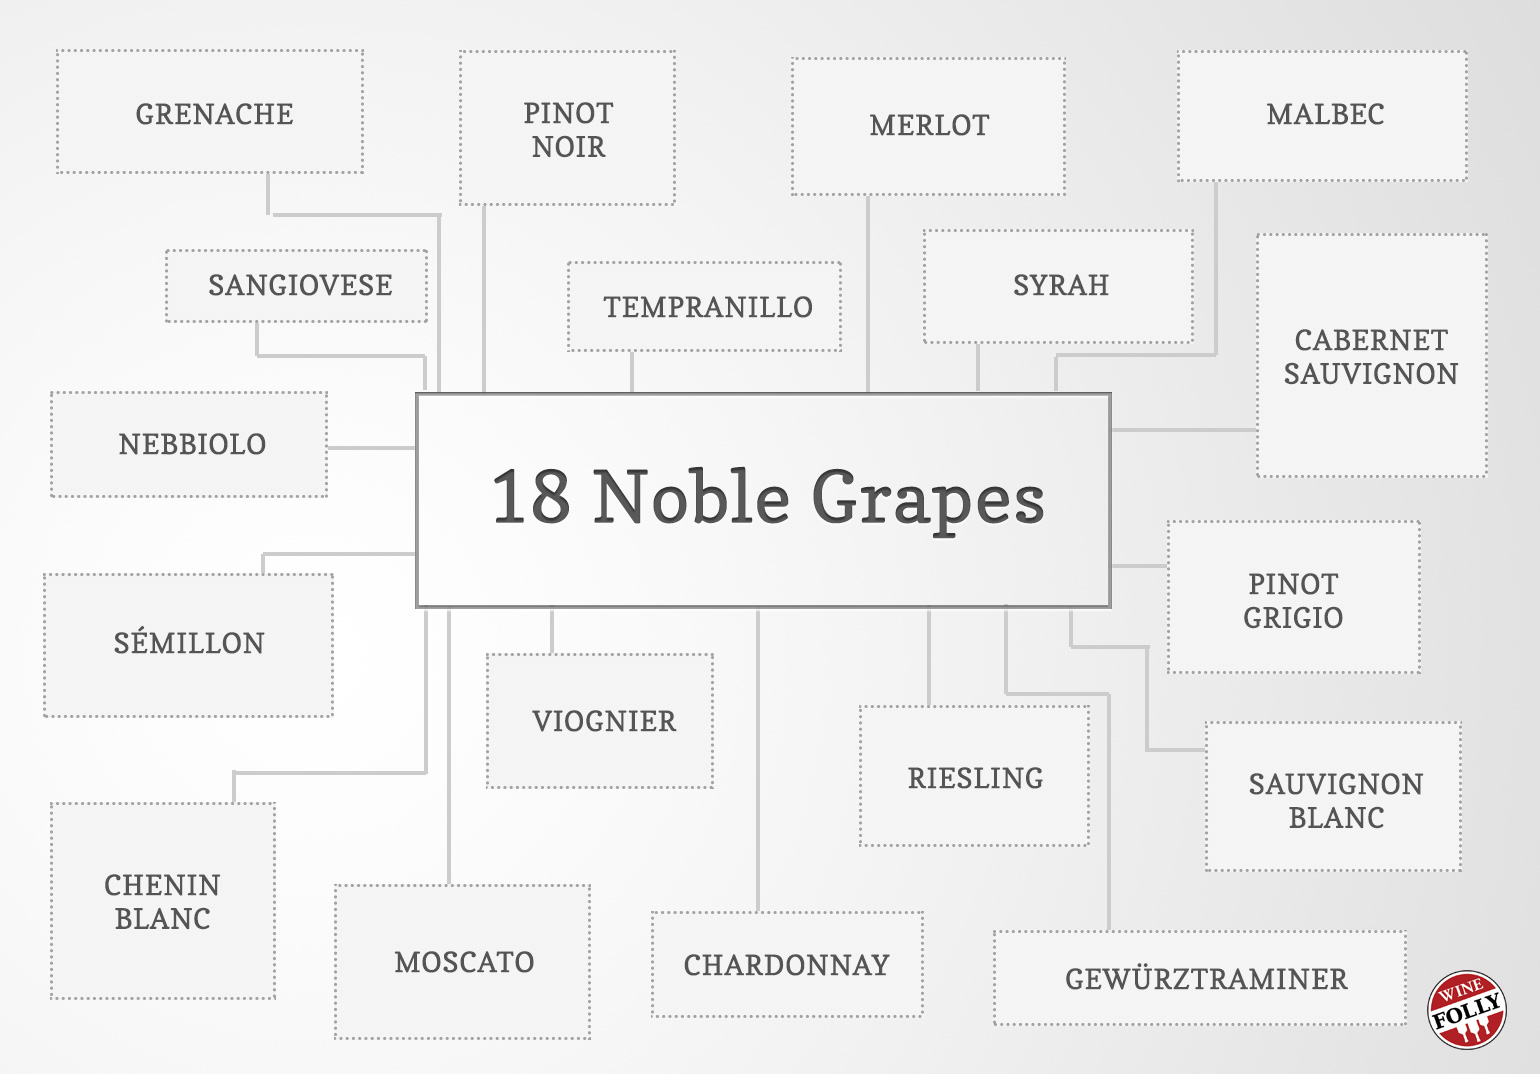 GRENACHE
PINOT
NOIR
MERLOT
MALBEC
SANGIOVESE
TEMPRANILLO
SYRAH
CABERNET
SAUVIGNON
NEBBIOLO
18 Noble Grapes
PINOT
GRIGIO
SÉMILLON
VIOGNIER
RIESLING
SAUVIGNON
BLANC
CHENIN
BLANC
MOSCATO
CHARDONNAY
GEWÜRZTRAMINER
WINE
FOLLY